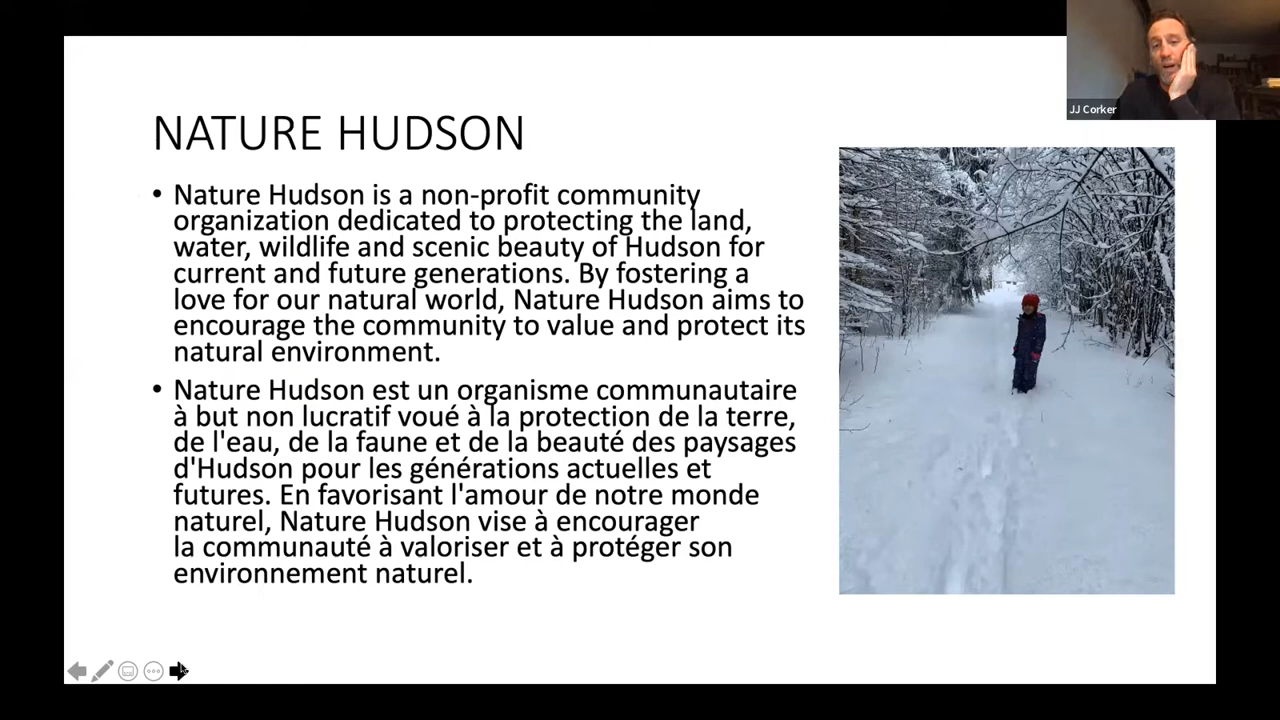 JJ Corker
NATURE HUDSON
• Nature Hudson is a non-profit community
organization dedicated to protecting the land,
water, wildlife and scenic beauty of Hudson for
current and future generations. By fostering a
love for our natural world, Nature Hudson aims to
encourage the community to value and protect its
natural environment.
• Nature Hudson est un organisme communautaire
à but non lucratif voué à la protection de la terre,
de l'eau, de la faune et de la beauté des paysages
d'Hudson pour les générations actuelles et
futures. En favorisant l'amour de notre monde
naturel, Nature Hudson vise à encourager
la communauté à valoriser et à protéger son
environnement naturel.